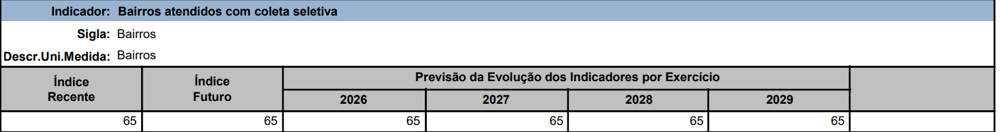 Indicador: Bairros atendidos com coleta seletiva
Sigla: Bairros
Descr.Uni.Medida: Bairros
Índice Recente Índice Futuro Previsão da Evolução dos Indicadores por Exercício
2026 2027 2028 2029
65 65 65 65 65 65